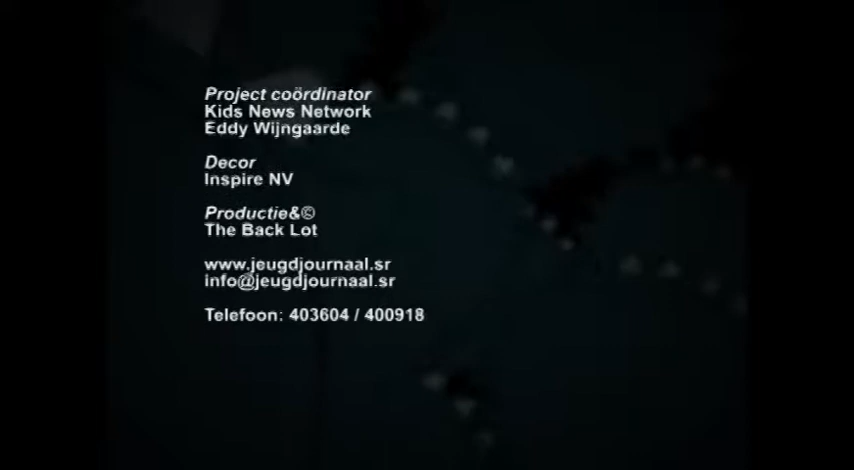 Project coördinator
Kids News Network
Eddy Wijngaarde
Decor
Inspire NV
Productie&©
The Back Lot
www.jeugdjournaal.sr
info@jeugdjournaal.sr
Telefoon: 403604 / 400918